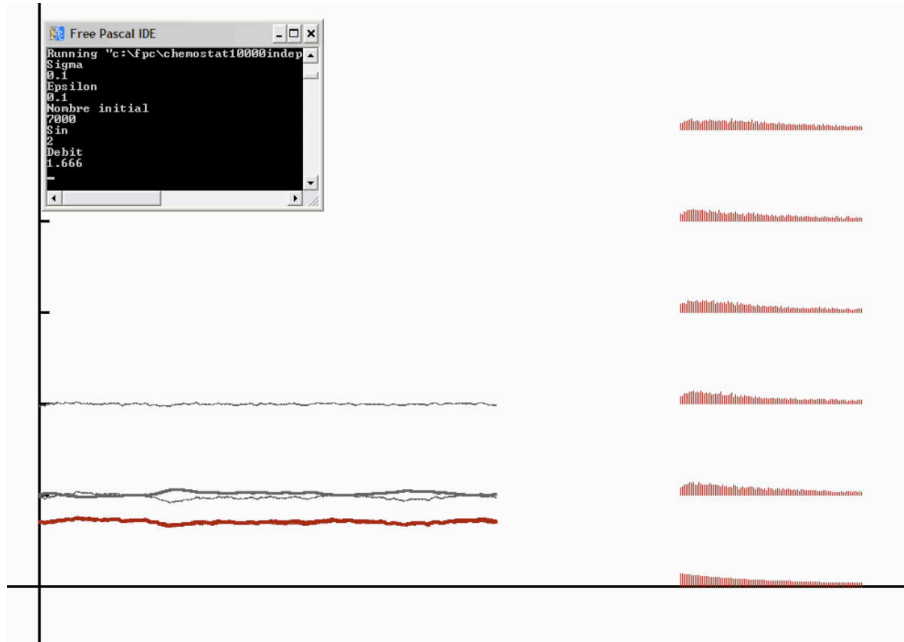 Free Pascal IDE
Running "c:\fpc\chemostat10000indep
Sigma
0.1
Epsilon
0.1
Nombre initial
7000
Sin
2
Debit
1.666